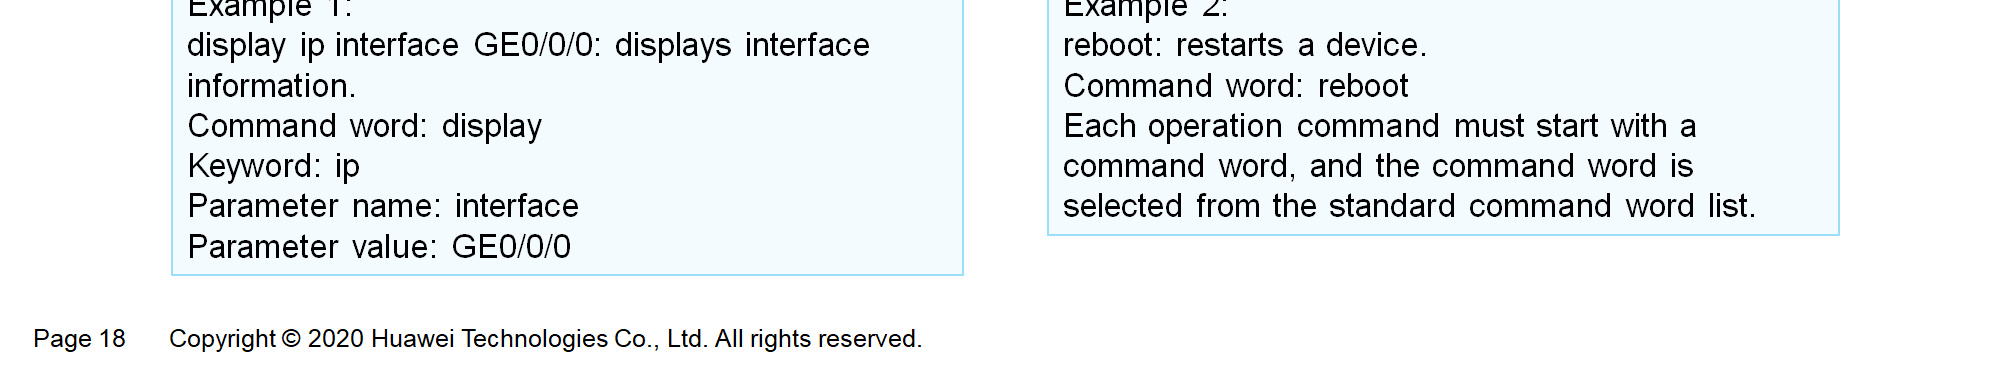 Example 1:
display ip interface GE0/0/0: displays interface
information.
Command word: display
Keyword: ip
Parameter name: interface
Parameter value: GE0/0/0
Example 2:
reboot: restarts a device.
Command word: reboot
Each operation command must start with a
command word, and the command word is
selected from the standard command word list.
Page 18 Copyright © 2020 Huawei Technologies Co., Ltd. All rights reserved.